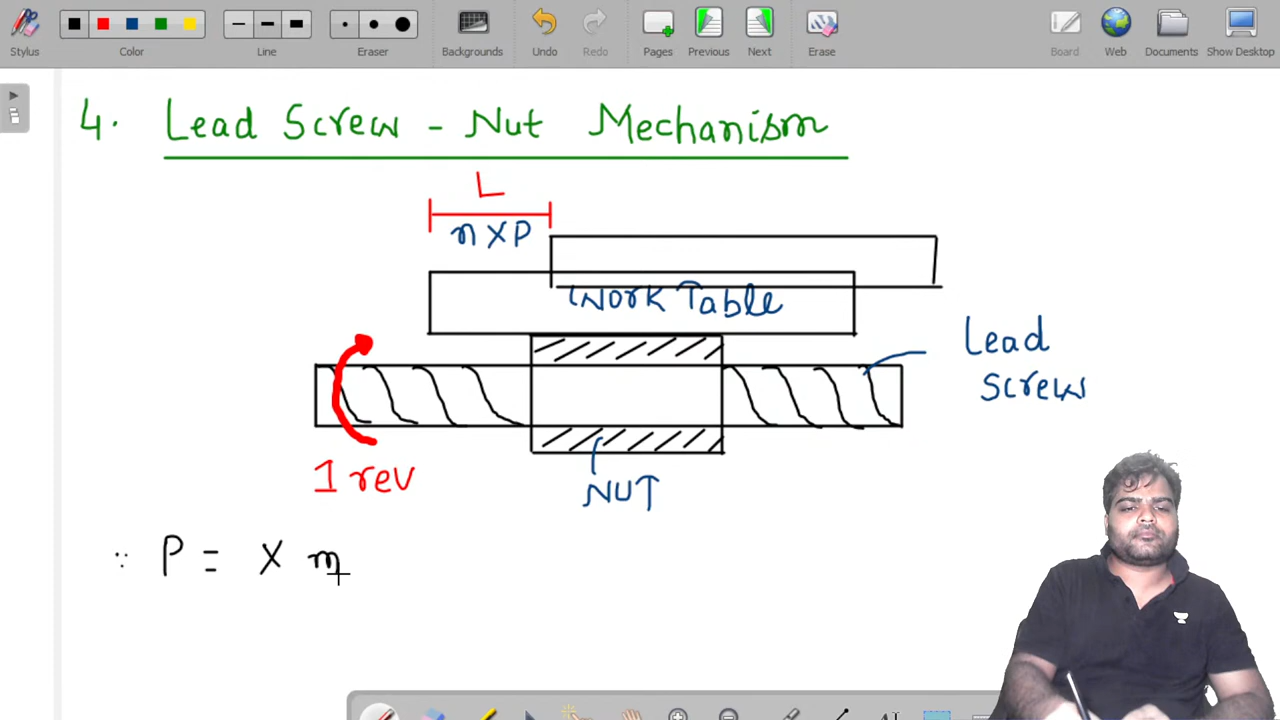 Stylus
Color
Line
Eraser
Backgrounds
Undo
Redo
Pages
Previous
Next
Erase
Board
Web
Documents
Show Desktop
4. Lead Screw - Nut Mechanism
L
n X P
Work Table
Lead
Screw
1 rev
NUT
∵ P = X m